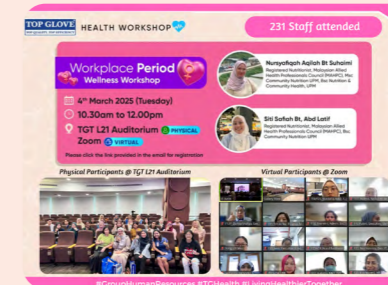 TOP GLOVE
HEALTH WORKSHOP
231 Staff attended
Workplace Period
Wellness Workshop
4th March 2025 (Tuesday)
10.30am to 12.00pm
TGT L21 Auditorium PHYSICAL
Zoom VIRTUAL
Please click the link provided in the email for registration
Nursyafiqah Aqilah Bt Suhaimi
Registered Nutritionist, Malaysian Allied
Health Professionals Council (MAHPC), Bsc
Community Nutrition UPM, Bsc Nutrition &
Community Health, UPM
Siti Safiah Bt, Abd Latif
Registered Nutritionist, Malaysian Allied
Health Professionals Council (MAHPC), Bsc
Community Nutrition UPM
Physical Participants @ TGT L21 Auditorium
Virtual Participants @ Zoom
#GroupHumanResources #TGHealth #LivingHealthierTogether